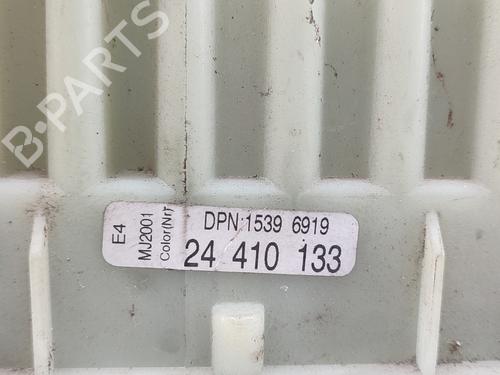 B-PARTS
E4
MJ2001
Color(Nr)
DPN:1539 6919
24 410 133